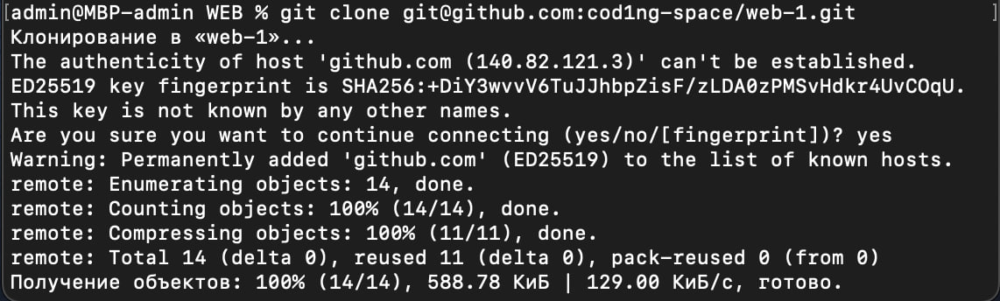 [admin@MBP-admin WEB % git clone git@github.com:cod1ng-space/web-1.git ]
Клонирование в «web-1»...
The authenticity of host 'github.com (140.82.121.3)' can't be established.
ED25519 key fingerprint is SHA256:+DiY3wvvV6TuJJhbpZisF/zLDA0zPMSvHdkr4UvCOqU.
This key is not known by any other names.
Are you sure you want to continue connecting (yes/no/[fingerprint])? yes
Warning: Permanently added 'github.com' (ED25519) to the list of known hosts.
remote: Enumerating objects: 14, done.
remote: Counting objects: 100% (14/14), done.
remote: Compressing objects: 100% (11/11), done.
remote: Total 14 (delta 0), reused 11 (delta 0), pack-reused 0 (from 0)
Получение объектов: 100% (14/14), 588.78 КиБ | 129.00 КиБ/с, готово.